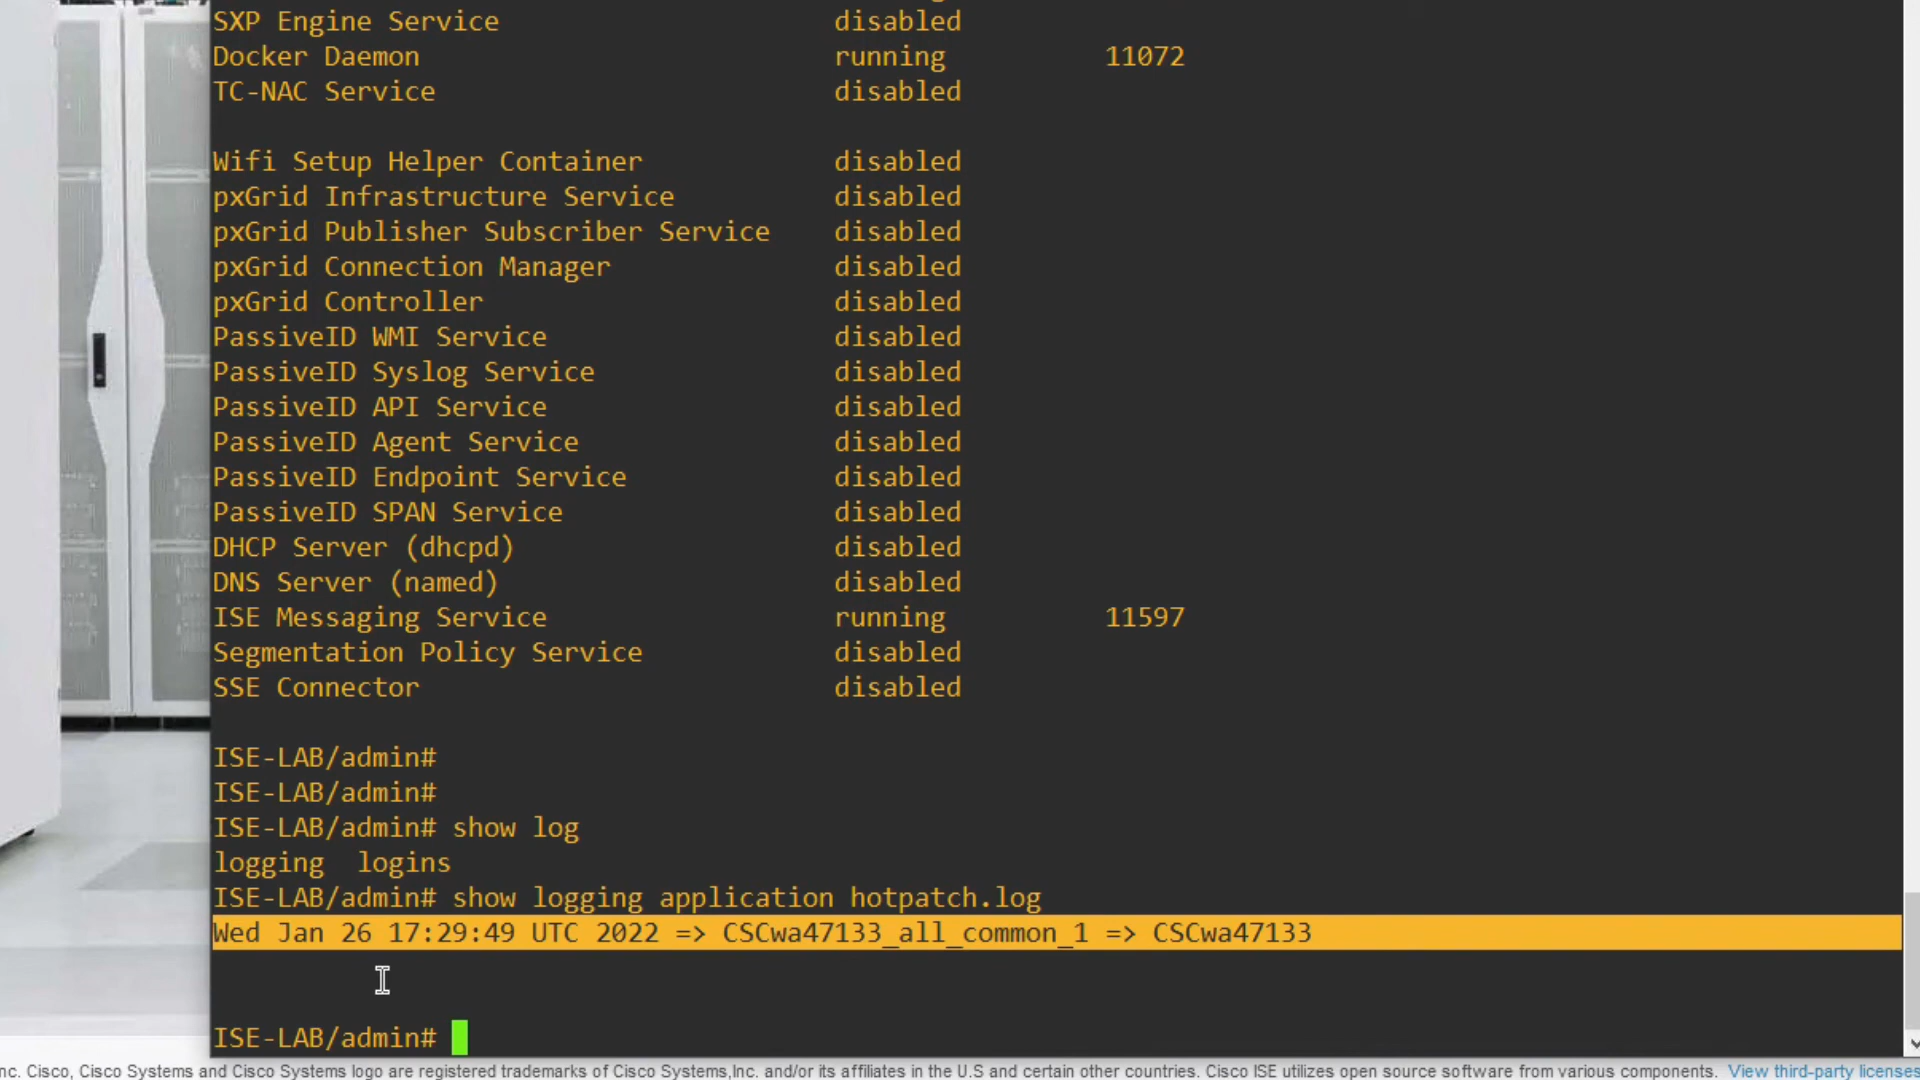 SXP Engine Service disabled
Docker Daemon running 11072
TC-NAC Service disabled
Wifi Setup Helper Container disabled
pxGrid Infrastructure Service disabled
pxGrid Publisher Subscriber Service disabled
pxGrid Connection Manager disabled
pxGrid Controller disabled
PassiveID WMI Service disabled
PassiveID Syslog Service disabled
PassiveID API Service disabled
PassiveID Agent Service disabled
PassiveID Endpoint Service disabled
PassiveID SPAN Service disabled
DHCP Server (dhcpd) disabled
DNS Server (named) disabled
ISE Messaging Service running 11597
Segmentation Policy Service disabled
SSE Connector disabled
ISE-LAB/admin#
ISE-LAB/admin#
ISE-LAB/admin# show log
logging logins
ISE-LAB/admin# show logging application hotpatch.log
Wed Jan 26 17:29:49 UTC 2022 => CSCwa47133_all_common_1 => CSCwa47133
ISE-LAB/admin#
nc. Cisco, Cisco Systems and Cisco Systems logo are registered trademarks of Cisco Systems,Inc. and/or its affiliates in the U.S and certain other countries. Cisco ISE utilizes open source software from various components. View third-party licenses